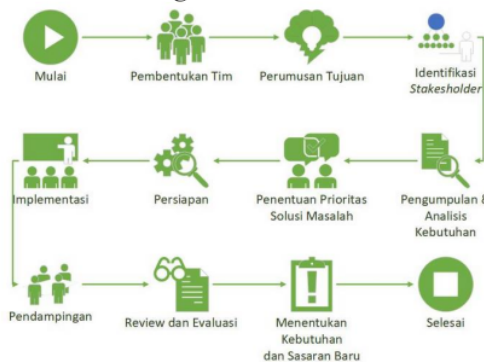 Mulai
Pembentukan Tim
Perumusan Tujuan
Identifikasi
Stakesholder
Implementasi
Persiapan
Penentuan Prioritas
Solusi Masalah
Pengumpulan &
Analisis
Kebutuhan
Pendampingan
Review dan Evaluasi
Menentukan
Kebutuhan
dan Sasaran Baru
Selesai